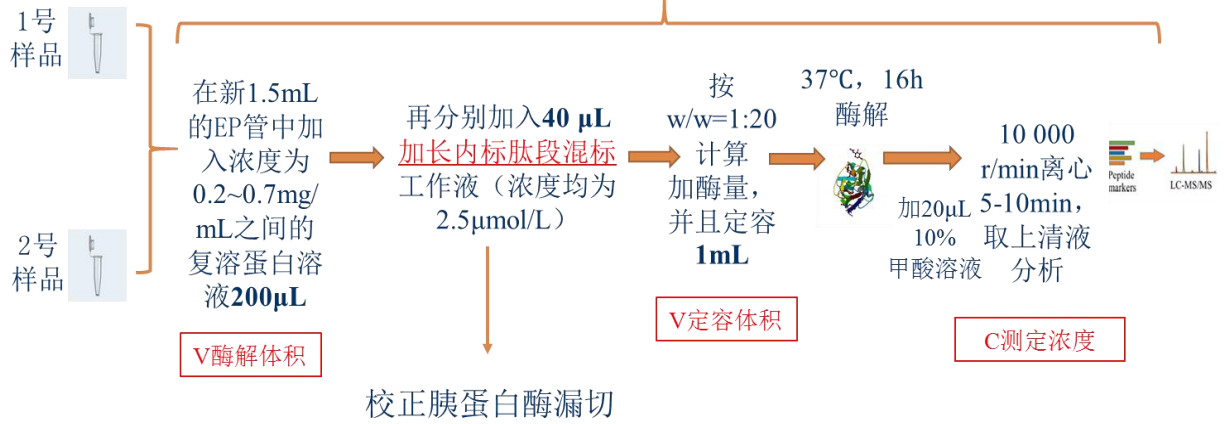 1号
样品
2号
样品
在新1.5mL
的EP管中加
入浓度为
0.2~0.7mg/
mL之间的
复溶蛋白溶
液200μL
V酶解体积
再分别加入40 μL
加长内标肽段混标
工作液（浓度均为
2.5μmol/L）
校正胰蛋白酶漏切
按
w/w=1:20
计算
加酶量，
并且定容
1mL
V定容体积
37℃，16h
酶解
加20μL
10%
甲酸溶液
10 000
r/min离心
5-10min，
取上清液
分析
C测定浓度
Peptide
markers
LC-MS/MS